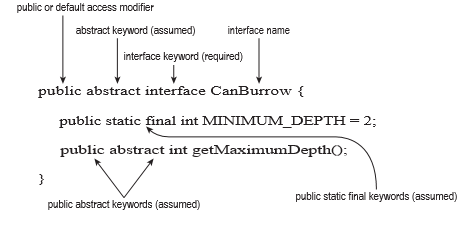 public or default access modifier
abstract keyword (assumed)
interface name
interface keyword (required)
public abstract interface CanBurrow {
public static final int MINIMUM_DEPTH = 2;
public abstract int getMaximumDepth();
}
public abstract keywords (assumed)
public static final keywords (assumed)